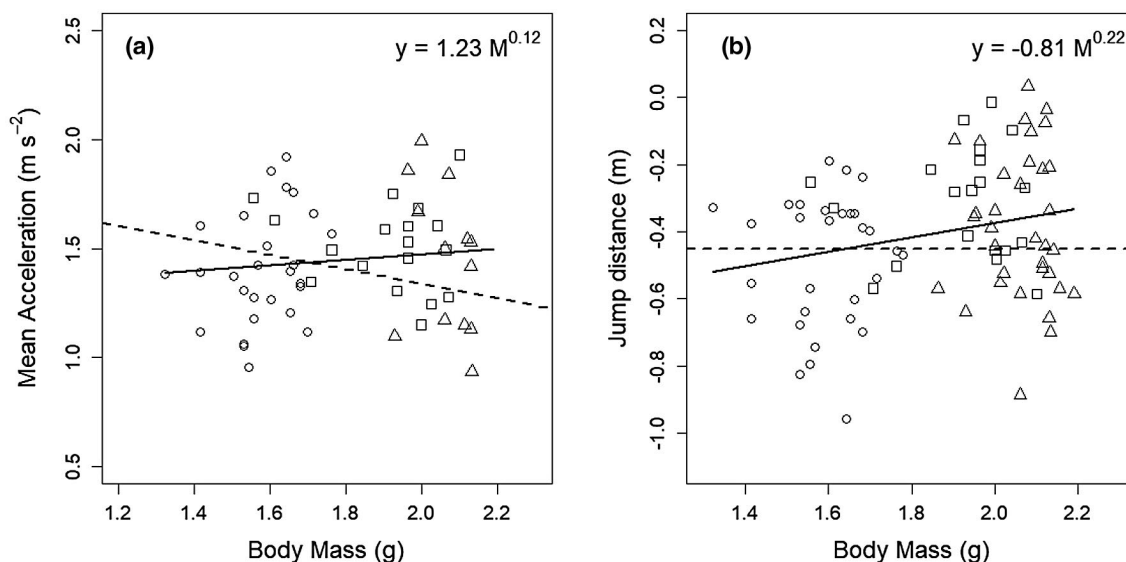 (a)
y = 1.23 M^0.12
Mean Acceleration (m s⁻²)
2.5
2.0
1.5
1.0
0.5
1.2 1.4 1.6 1.8 2.0 2.2
Body Mass (g)
(b)
y = -0.81 M^0.22
Jump distance (m)
0.2
0.0
-0.2
-0.4
-0.6
-0.8
-1.0
1.4 1.6 1.8 2.0 2.2
Body Mass (g)